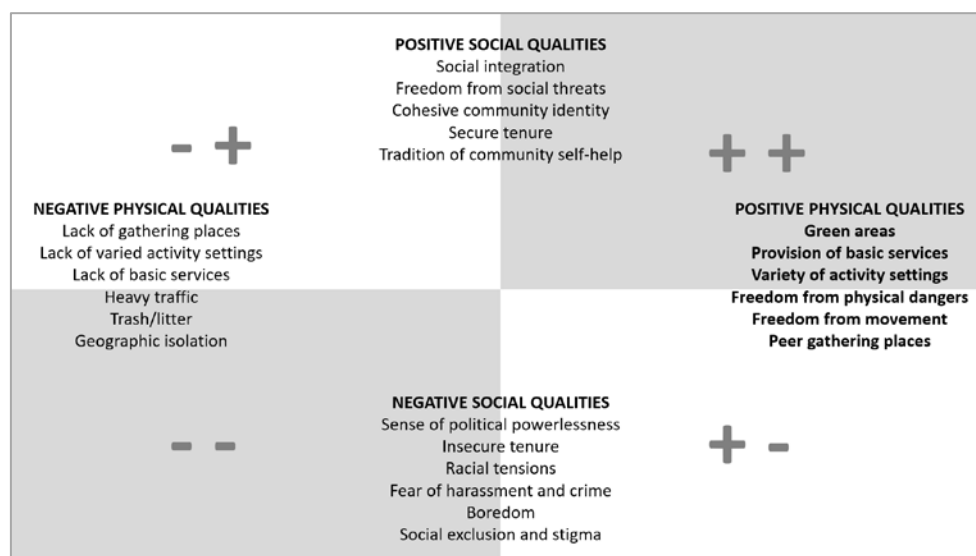 POSITIVE SOCIAL QUALITIES
Social integration
Freedom from social threats
Cohesive community identity
Secure tenure
Tradition of community self-help
- +
+ +
NEGATIVE PHYSICAL QUALITIES
Lack of gathering places
Lack of varied activity settings
Lack of basic services
Heavy traffic
Trash/litter
Geographic isolation
POSITIVE PHYSICAL QUALITIES
Green areas
Provision of basic services
Variety of activity settings
Freedom from physical dangers
Freedom from movement
Peer gathering places
NEGATIVE SOCIAL QUALITIES
Sense of political powerlessness
Insecure tenure
Racial tensions
Fear of harassment and crime
Boredom
Social exclusion and stigma
- -
+ -